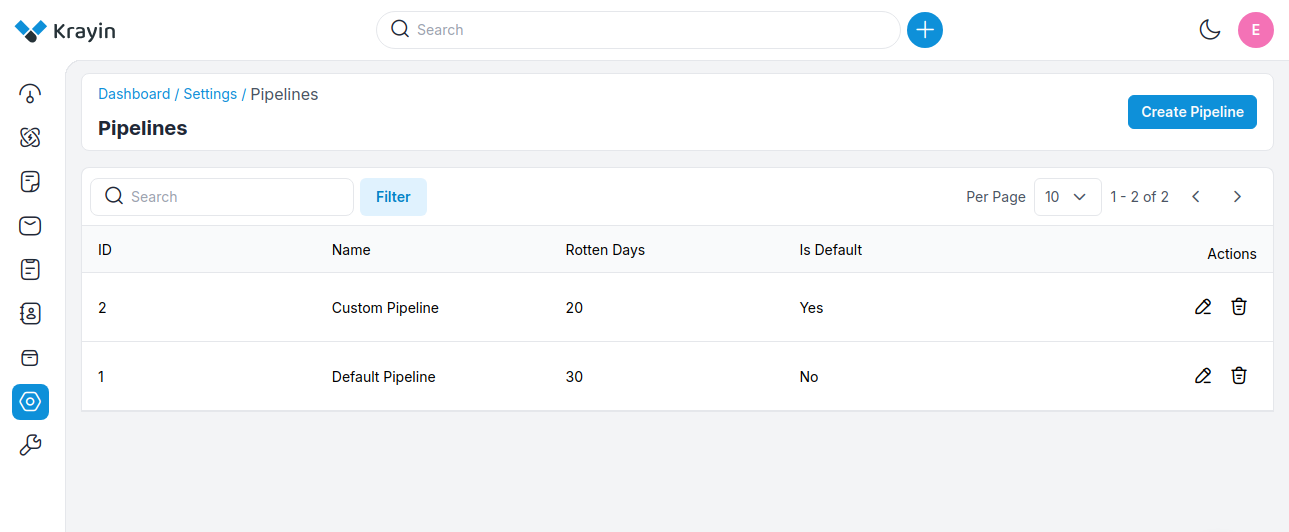 Krayin
Search
E
Dashboard / Settings / Pipelines
Pipelines
Create Pipeline
Search
Filter
Per Page
10
1 - 2 of 2
ID Name Rotten Days Is Default Actions
2 Custom Pipeline 20 Yes
1 Default Pipeline 30 No